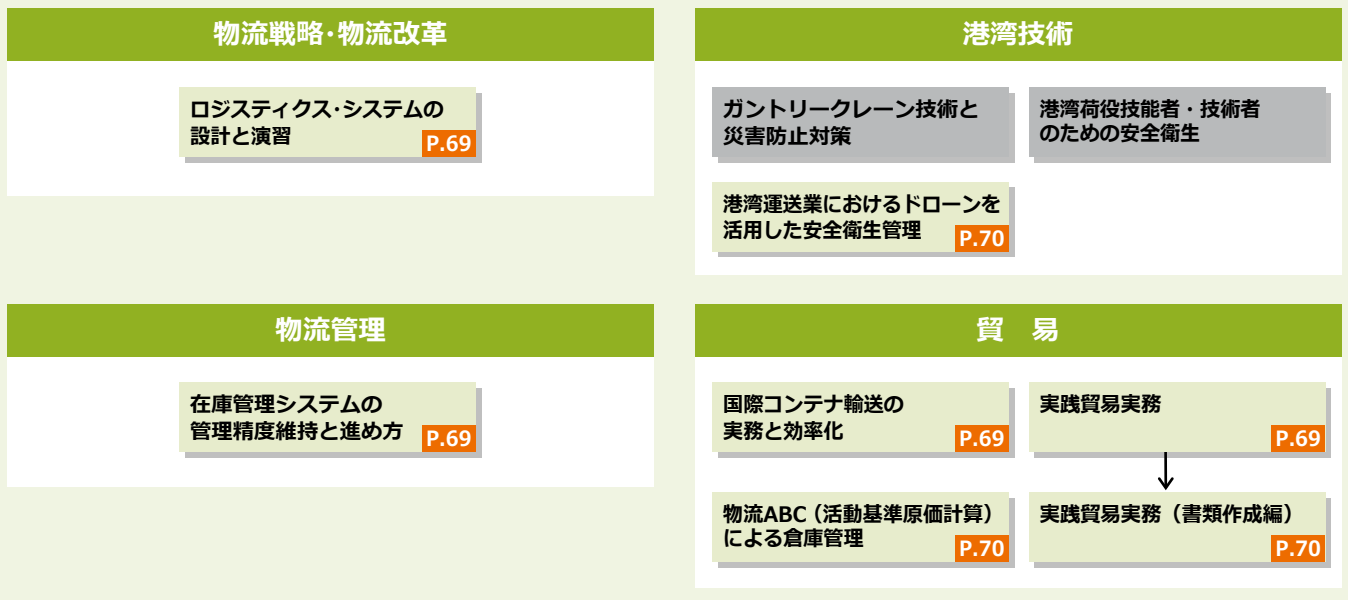 物流戦略・物流改革
ロジスティクス・システムの
設計と演習
P.69
港湾技術
ガントリークレーン技術と
災害防止対策
港湾荷役技能者・技術者
のための安全衛生
港湾運送業におけるドローンを
活用した安全衛生管理
P.70
物流管理
在庫管理システムの
管理精度維持と進め方
P.69
貿　易
国際コンテナ輸送の
実務と効率化
P.69
実践貿易実務
P.69
物流ABC（活動基準原価計算）
による倉庫管理
P.70
実践貿易実務（書類作成編）
P.70